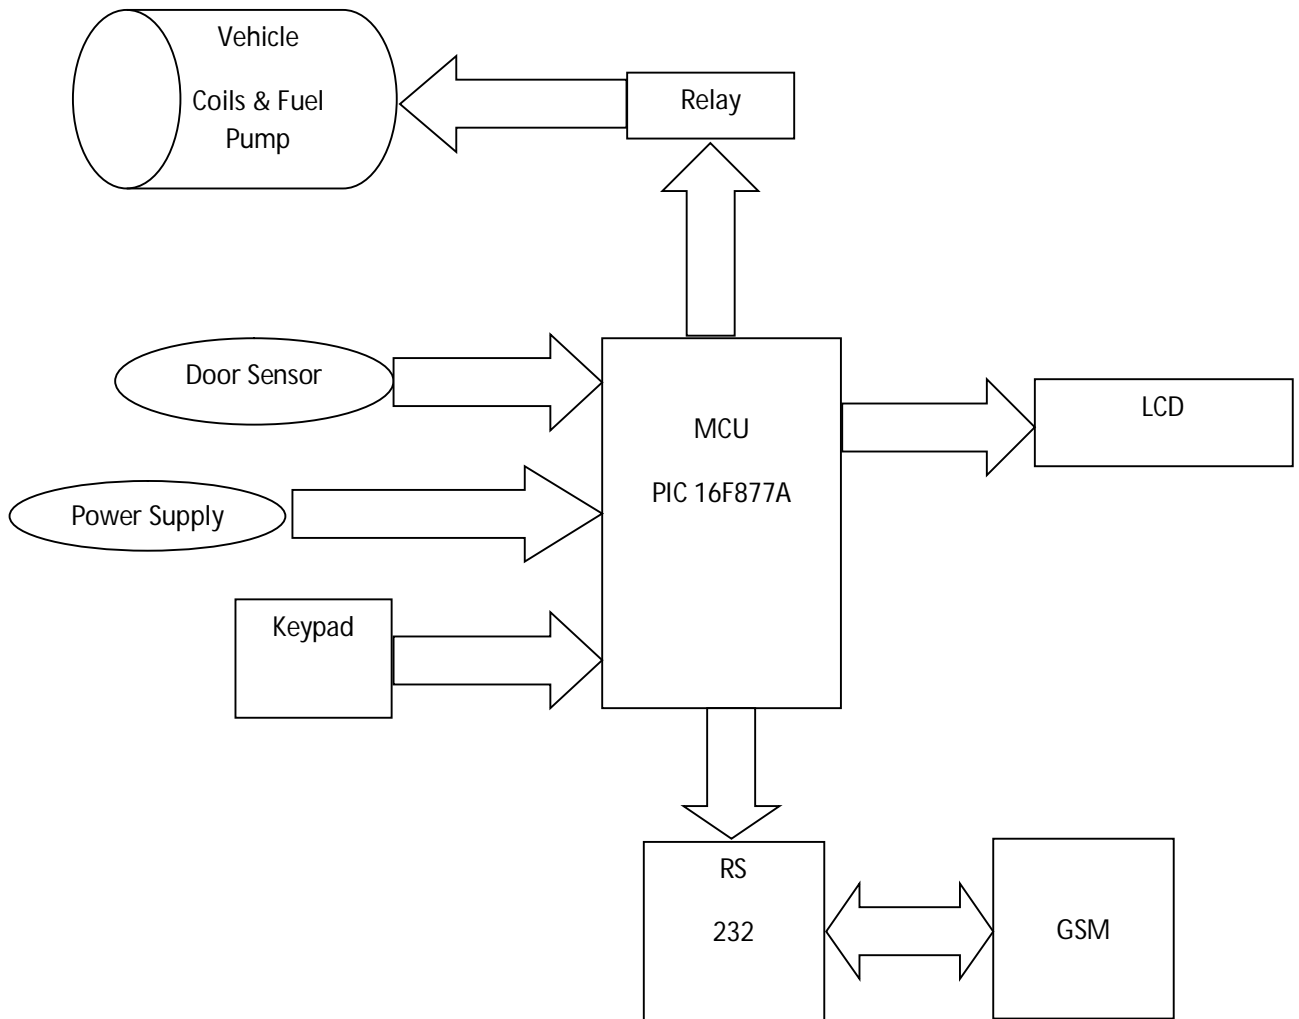 Vehicle
Coils & Fuel
Pump
Relay
Door Sensor
MCU
PIC 16F877A
LCD
Power Supply
Keypad
RS
232
GSM